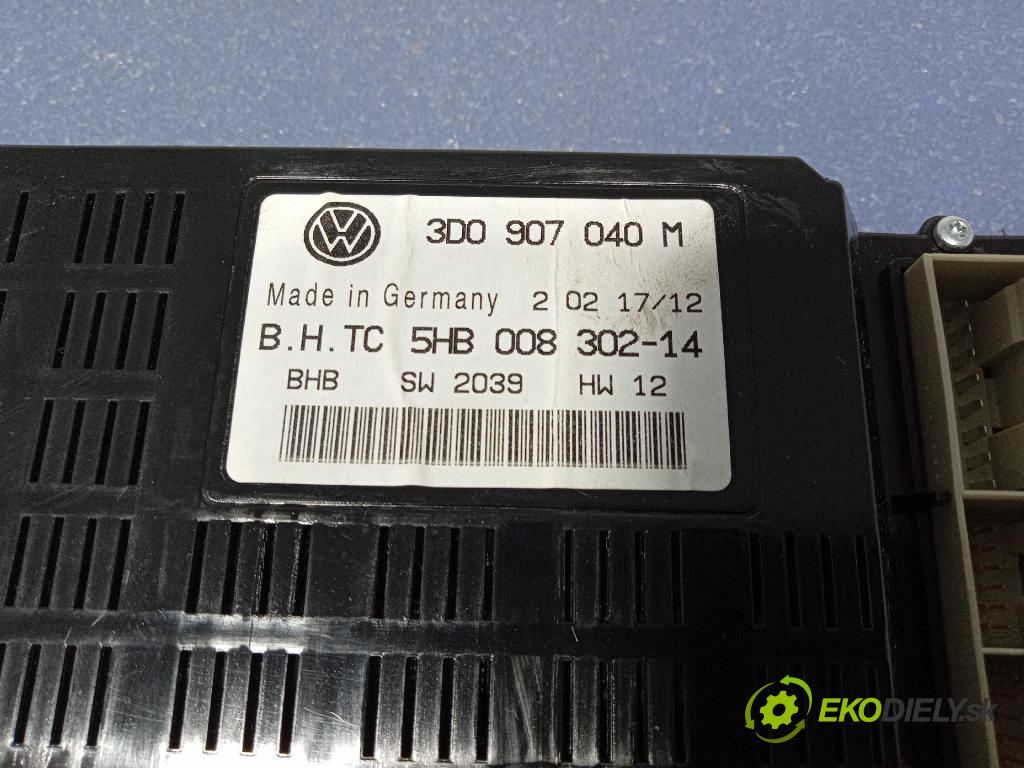 3D0 907 040 M
Made in Germany 2 02 17/12
B.H.TC 5HB 008 302-14
BHB SW 2039 HW 12
EKODIELY.sk